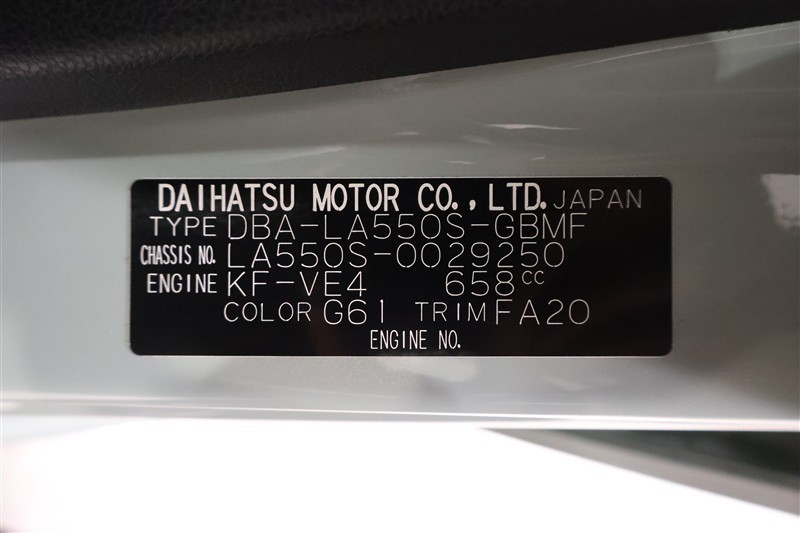 DAIHATSU MOTOR CO., LTD. JAPAN
TYPE DBA-LA550S-GBMF
CHASSIS NO. LA550S-0029250
ENGINE KF-VE4 658cc
COLOR G61 TRIM FA20
ENGINE NO.